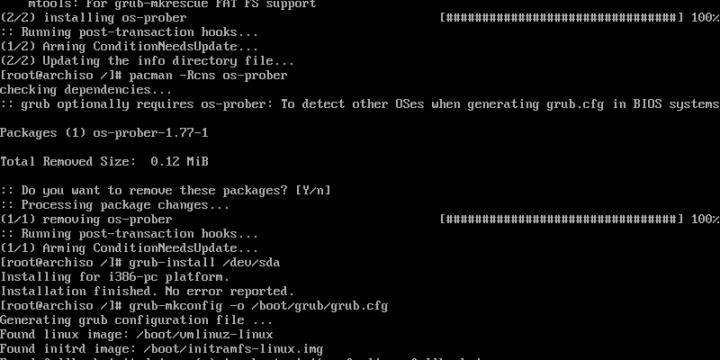 mtools: For grub-mkrescue FAT FS support
(2/2) installing os-prober [################################] 100%
:: Running post-transaction hooks...
(1/2) Arming ConditionNeedsUpdate...
(2/2) Updating the info directory file...
[root@archiso /]# pacman -Rcns os-prober
checking dependencies...
:: grub optionally requires os-prober: To detect other OSes when generating grub.cfg in BIOS systems
Packages (1) os-prober-1.77-1
Total Removed Size:  0.12 MiB
:: Do you want to remove these packages? [Y/n]
:: Processing package changes...
(1/1) removing os-prober [################################] 100%
:: Running post-transaction hooks...
(1/1) Arming ConditionNeedsUpdate...
[root@archiso /]# grub-install /dev/sda
Installing for i386-pc platform.
Installation finished. No error reported.
[root@archiso /]# grub-mkconfig -o /boot/grub/grub.cfg
Generating grub configuration file ...
Found linux image: /boot/vmlinuz-linux
Found initrd image: /boot/initramfs-linux.img